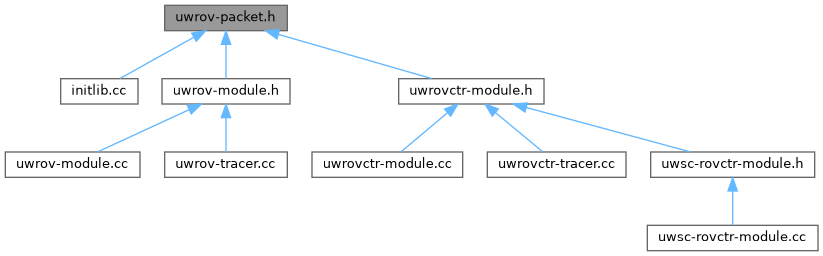 uwrov-packet.h
initlib.cc
uwrov-module.h
uwrovctr-module.h
uwrov-module.cc
uwrov-tracer.cc
uwrovctr-module.cc
uwrovctr-tracer.cc
uwsc-rovctr-module.h
uwsc-rovctr-module.cc